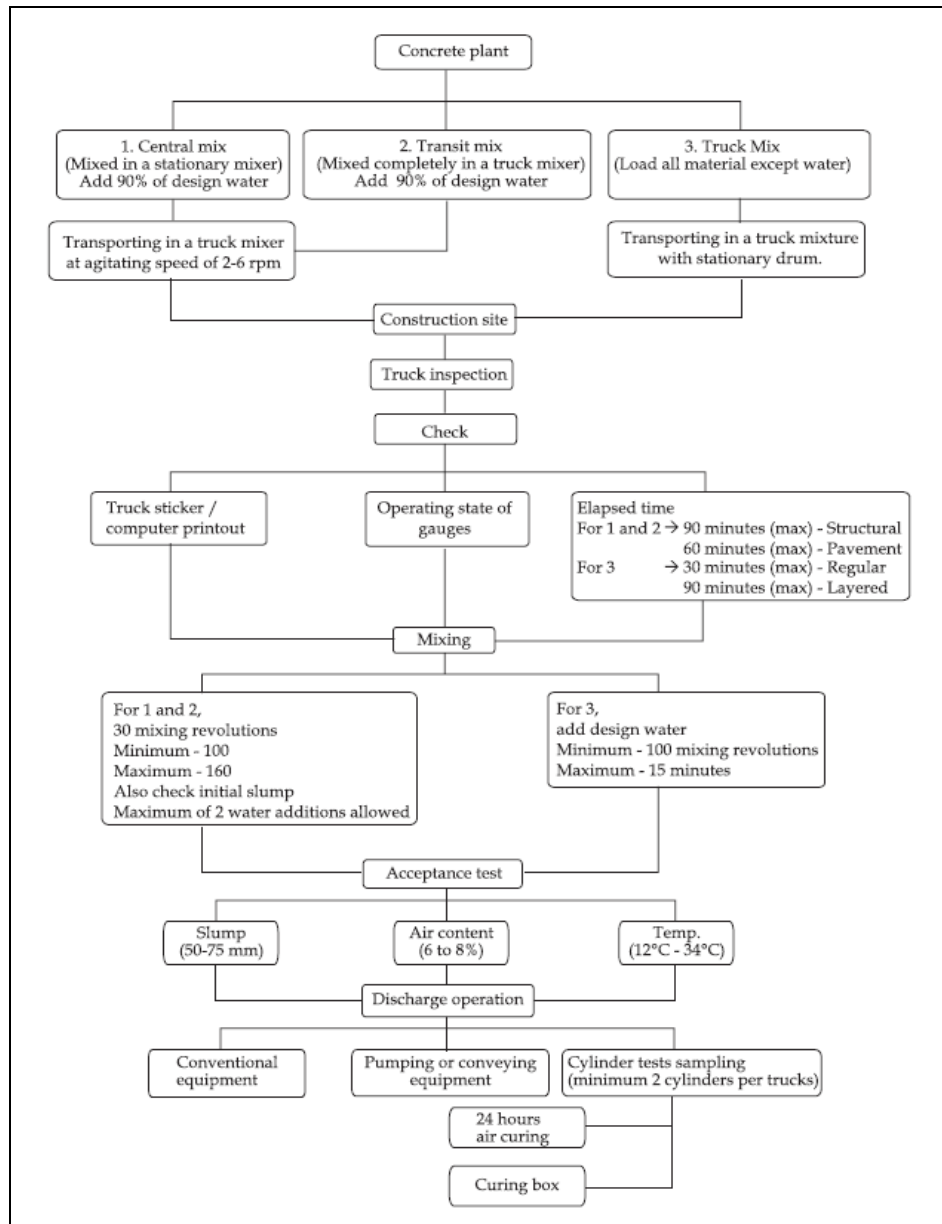 Concrete plant
1. Central mix
(Mixed in a stationary mixer)
Add 90% of design water
2. Transit mix
(Mixed completely in a truck mixer)
Add 90% of design water
3. Truck Mix
(Load all material except water)
Transporting in a truck mixer
at agitating speed of 2-6 rpm
Transporting in a truck mixture
with stationary drum.
Construction site
Truck inspection
Check
Truck sticker /
computer printout
Operating state of
gauges
Elapsed time
For 1 and 2 → 90 minutes (max) - Structural
60 minutes (max) - Pavement
For 3 → 30 minutes (max) - Regular
90 minutes (max) - Layered
Mixing
For 1 and 2,
30 mixing revolutions
Minimum - 100
Maximum - 160
Also check initial slump
Maximum of 2 water additions allowed
For 3,
add design water
Minimum - 100 mixing revolutions
Maximum - 15 minutes
Acceptance test
Slump
(50-75 mm)
Air content
(6 to 8%)
Temp.
(12°C - 34°C)
Discharge operation
Conventional
equipment
Pumping or conveying
equipment
Cylinder tests sampling
(minimum 2 cylinders per trucks)
24 hours
air curing
Curing box